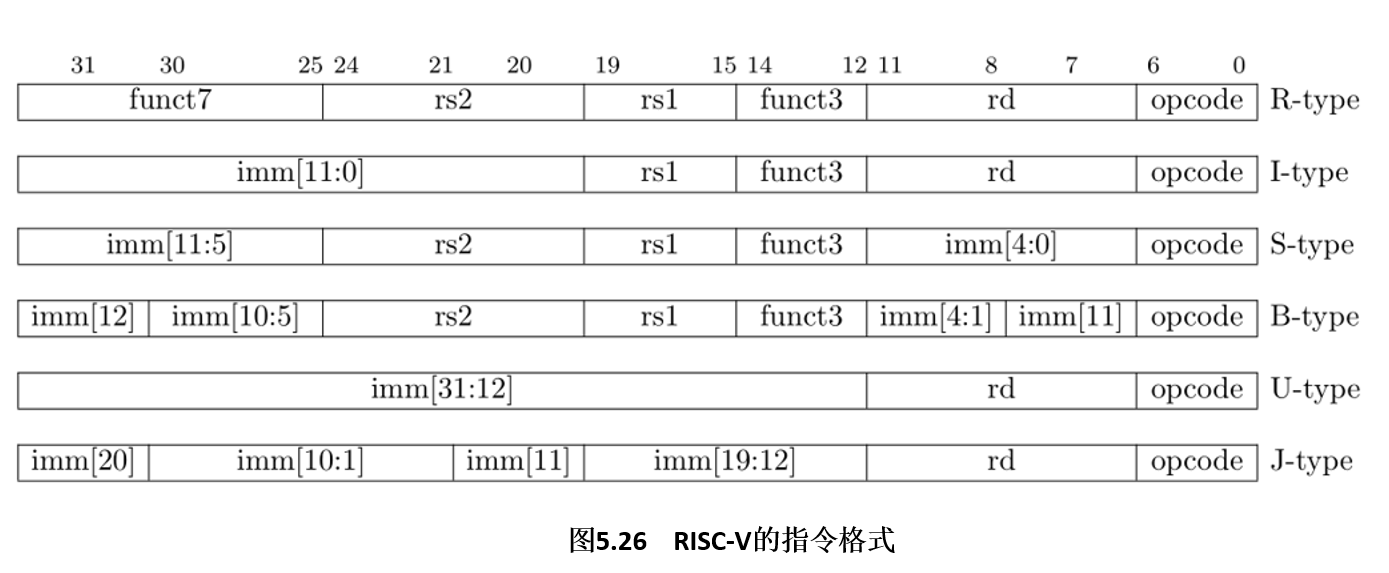 31 30 25 24 21 20 19 15 14 12 11 8 7 6 0
funct7 rs2 rs1 funct3 rd opcode R-type
imm[11:0] rs1 funct3 rd opcode I-type
imm[11:5] rs2 rs1 funct3 imm[4:0] opcode S-type
imm[12] imm[10:5] rs2 rs1 funct3 imm[4:1] imm[11] opcode B-type
imm[31:12] rd opcode U-type
imm[20] imm[10:1] imm[11] imm[19:12] rd opcode J-type
图5.26 RISC-V的指令格式